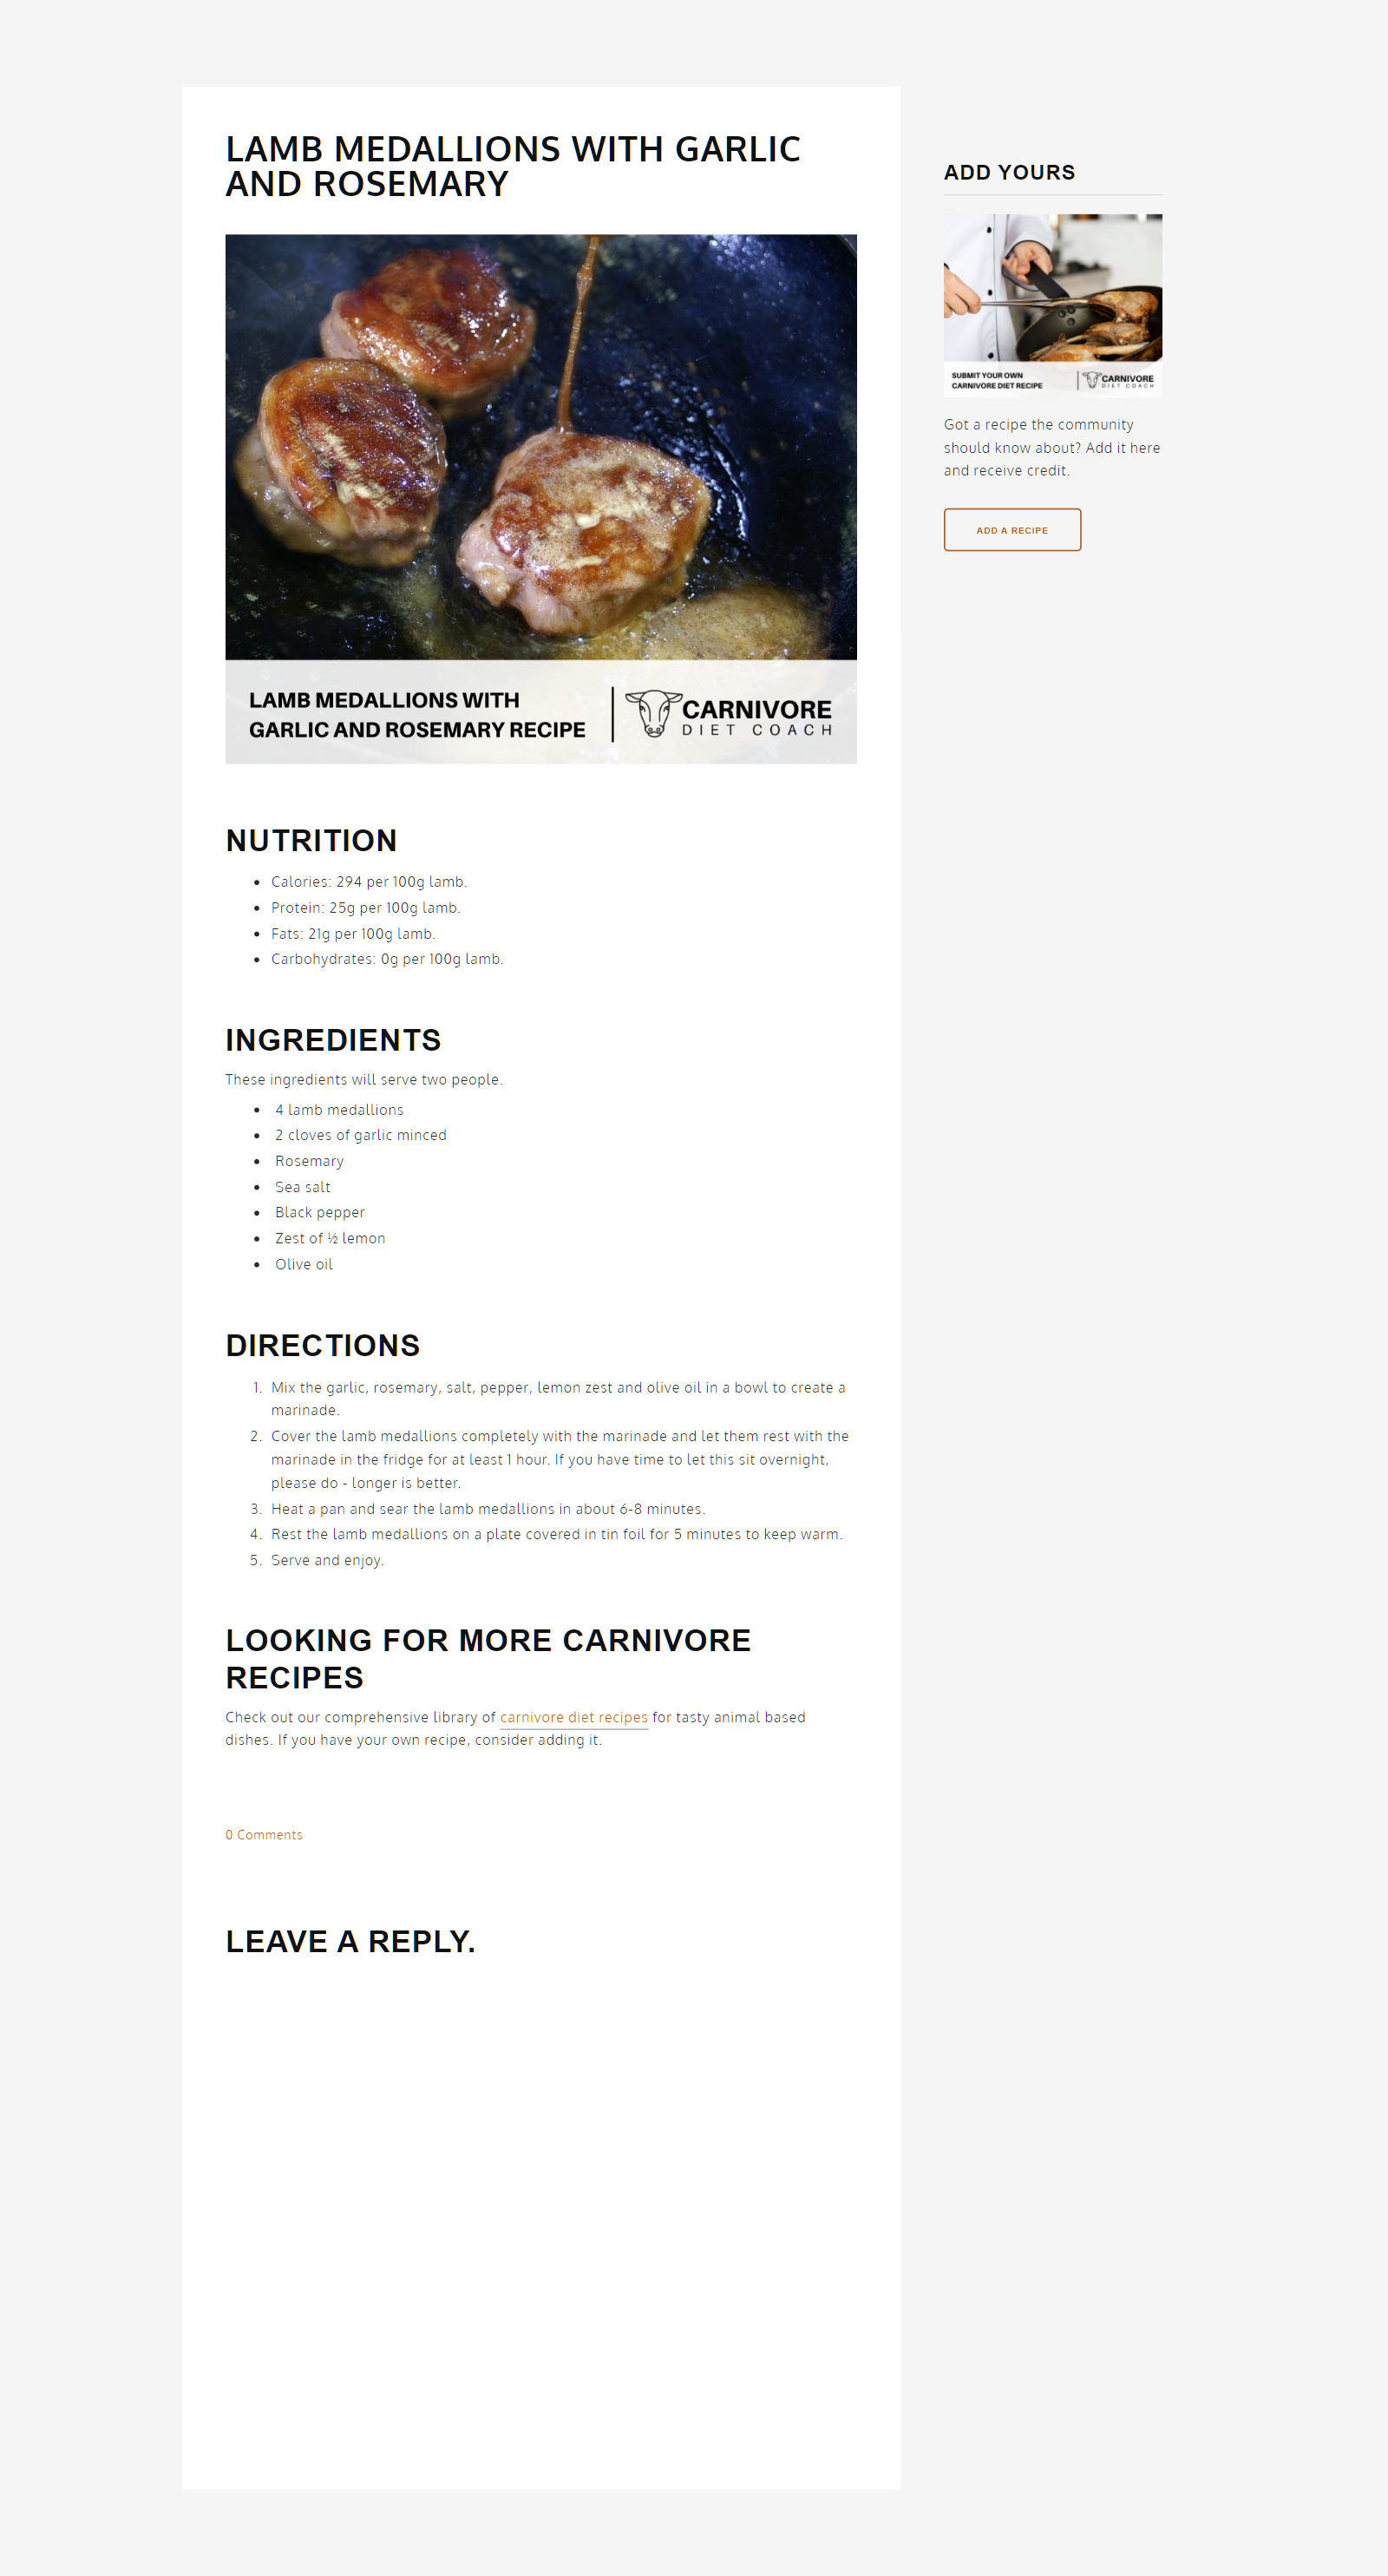 LAMB MEDALLIONS WITH GARLIC
AND ROSEMARY
LAMB MEDALLIONS WITH
GARLIC AND ROSEMARY RECIPE
CARNIVORE
DIET COACH
NUTRITION
Calories: 294 per 100g lamb.
Protein: 25g per 100g lamb.
Fats: 21g per 100g lamb.
Carbohydrates: 0g per 100g lamb.
INGREDIENTS
These ingredients will serve two people.
4 lamb medallions
2 cloves of garlic minced
Rosemary
Sea salt
Black pepper
Zest of ½ lemon
Olive oil
DIRECTIONS
1. Mix the garlic, rosemary, salt, pepper, lemon zest and olive oil in a bowl to create a
marinade.
2. Cover the lamb medallions completely with the marinade and let them rest with the
marinade in the fridge for at least 1 hour. If you have time to let this sit overnight,
please do - longer is better.
3. Heat a pan and sear the lamb medallions in about 6-8 minutes.
4. Rest the lamb medallions on a plate covered in tin foil for 5 minutes to keep warm.
5. Serve and enjoy.
LOOKING FOR MORE CARNIVORE
RECIPES
Check out our comprehensive library of carnivore diet recipes for tasty animal based
dishes. If you have your own recipe, consider adding it.
0 Comments
LEAVE A REPLY.
ADD YOURS
SUBMIT YOUR OWN
CARNIVORE DIET RECIPE
CARNIVORE
DIET COACH
Got a recipe the community
should know about? Add it here
and receive credit.
ADD A RECIPE